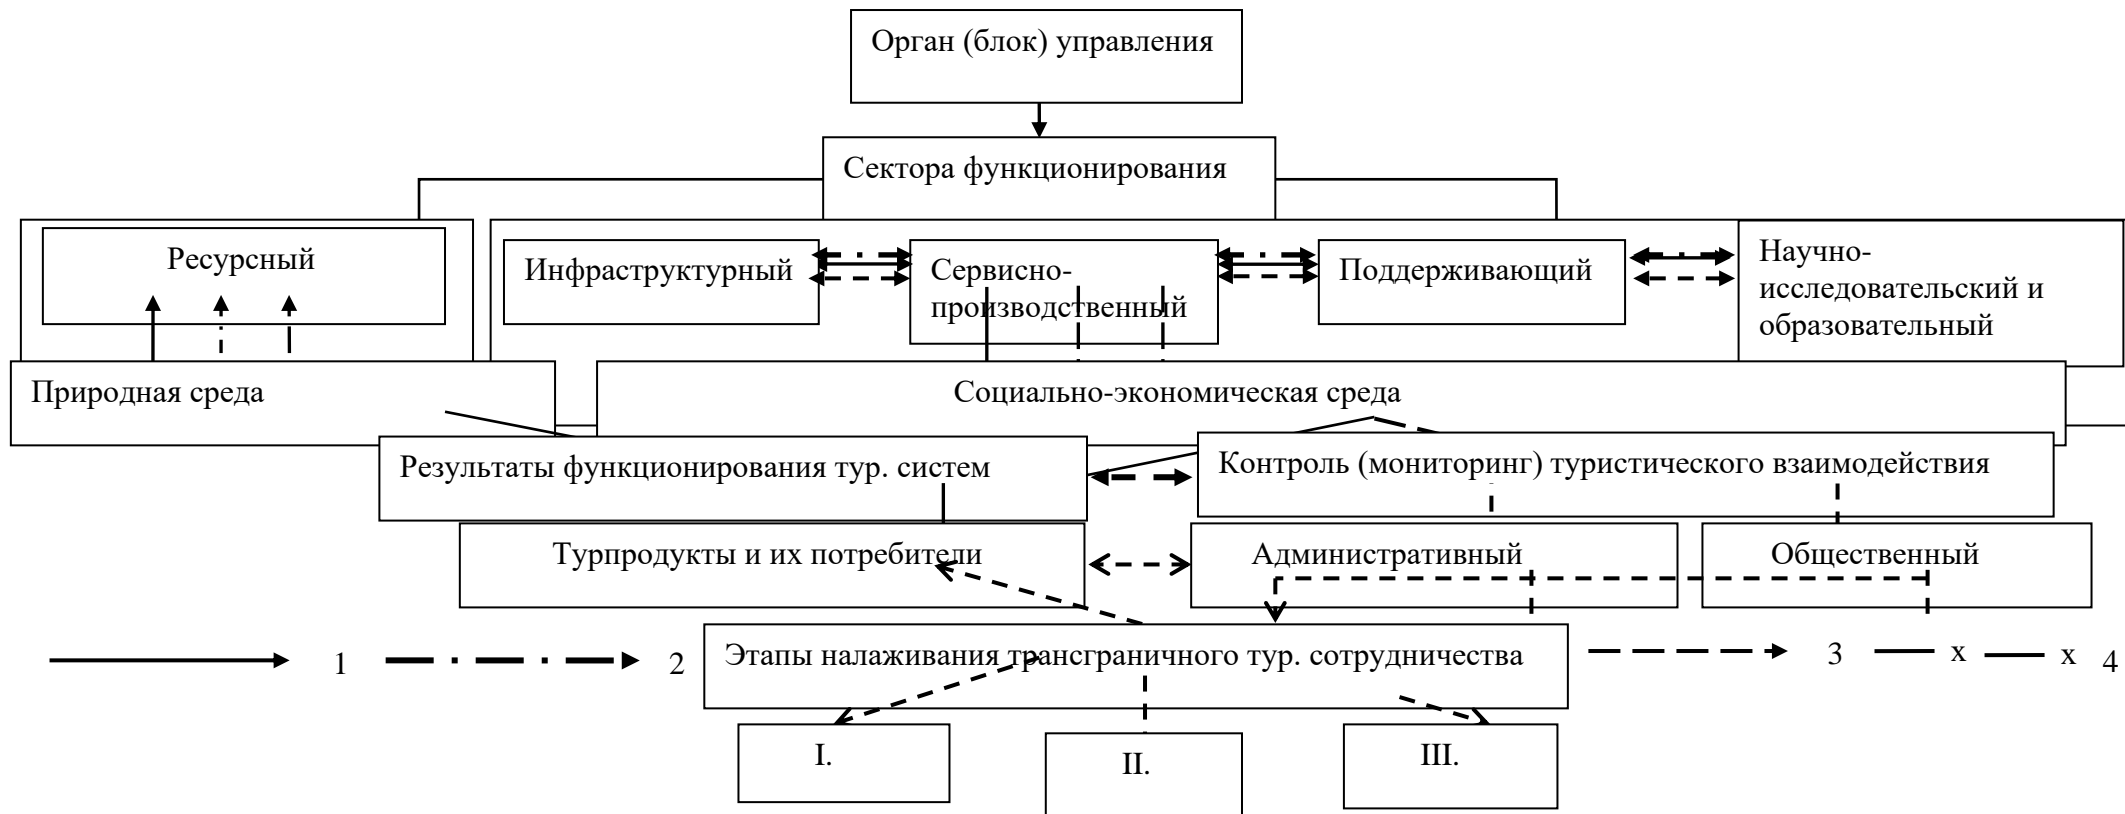 Орган (блок) управления
Сектора функционирования
Ресурсный
Инфраструктурный
Сервисно-
производственный
Поддерживающий
Научно-
исследовательский и
образовательный
Природная среда
Социально-экономическая среда
Результаты функционирования тур. систем
Контроль (мониторинг) туристического взаимодействия
Турпродукты и их потребители
Административный
Общественный
1
2
Этапы налаживания трансграничного тур. сотрудничества
3
х
х
4
I.
II.
III.